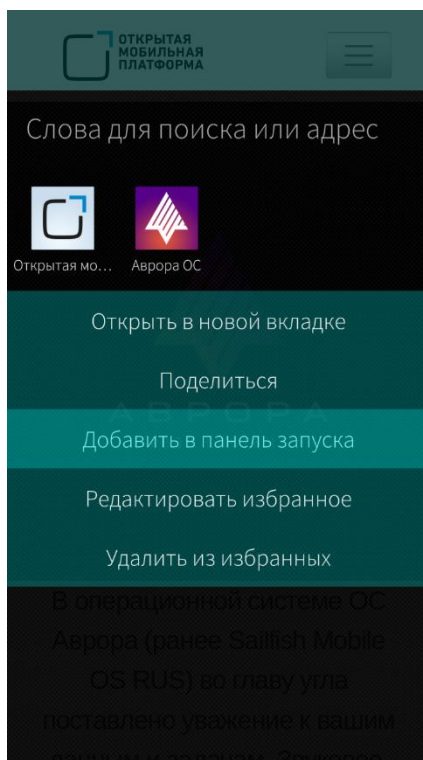 ОТКРЫТАЯ
МОБИЛЬНАЯ
ПЛАТФОРМА
Слова для поиска или адрес
Открытая мо...
Аврора ОС
Открыть в новой вкладке
Поделиться
АВРОРА
Добавить в панель запуска
Редактировать избранное
Удалить из избранных
В операционной системе ОС
Аврора (ранее Sailfish Mobile
OS RUS) во главу угла
поставлено уважение к вашим